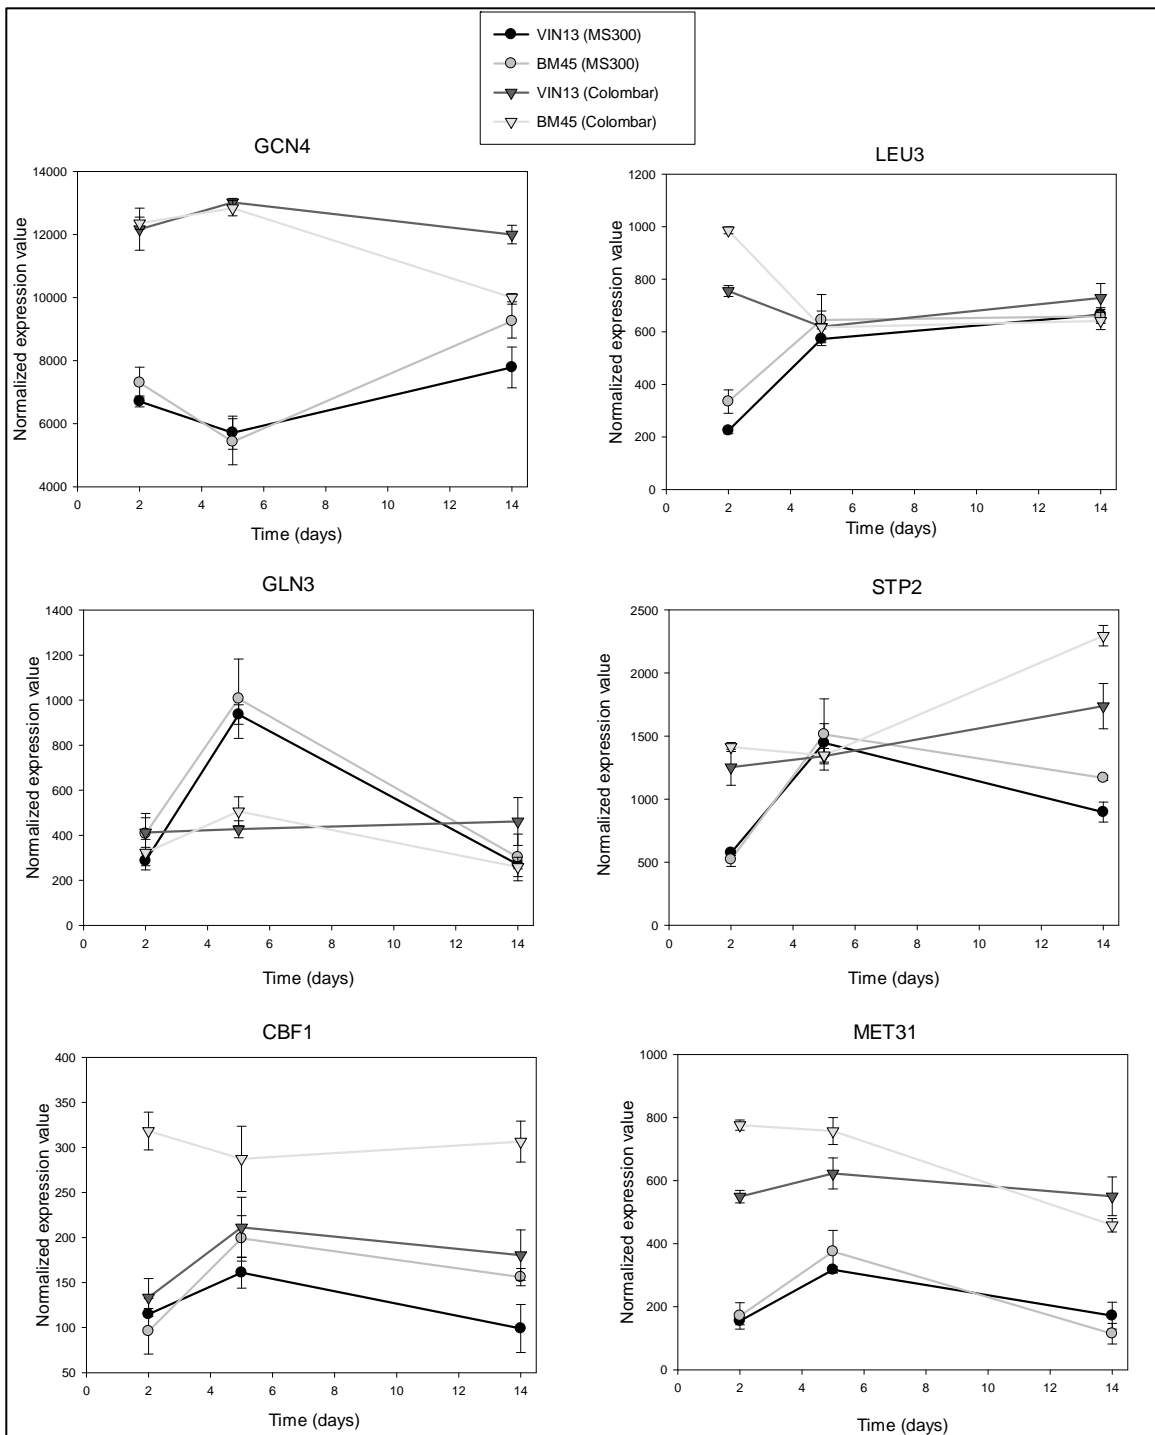 VIN13 (MS300)
BM45 (MS300)
VIN13 (Colombar)
BM45 (Colombar)
GCN4
Normalized expression value
14000
12000
10000
8000
6000
4000
0 2 4 6 8 10 12 14
Time (days)
LEU3
Normalized expression value
1200
1000
800
600
400
200
0
0 2 4 6 8 10 12 14
Time (days)
GLN3
Normalized expression value
1400
1200
1000
800
600
400
200
0
0 2 4 6 8 10 12 14
Time (days)
STP2
Normalized expression value
2500
2000
1500
1000
500
0
0 2 4 6 8 10 12 14
Time (days)
CBF1
Normalized expression value
400
350
300
250
200
150
100
50
0 2 4 6 8 10 12 14
Time (days)
MET31
Normalized expression value
1000
800
600
400
200
0
0 2 4 6 8 10 12 14
Time (days)